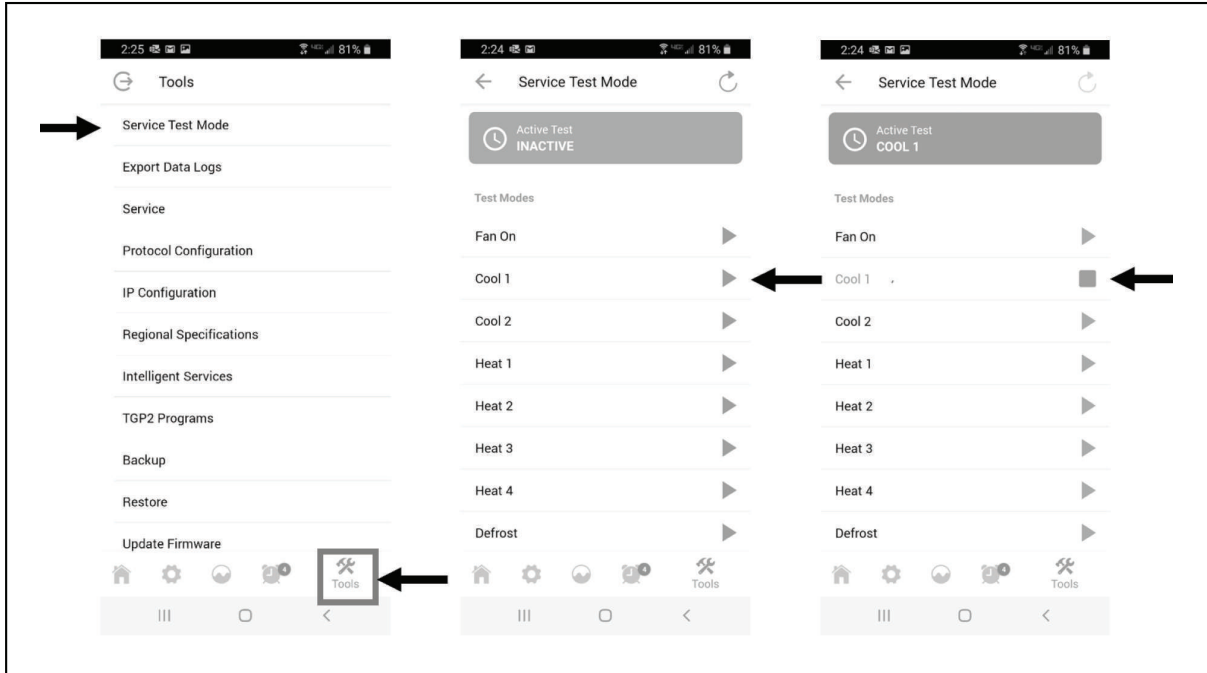 2:25 81%
Tools
Service Test Mode
Export Data Logs
Service
Protocol Configuration
IP Configuration
Regional Specifications
Intelligent Services
TGP2 Programs
Backup
Restore
Update Firmware
4
Tools
2:24 81%
Service Test Mode
Active Test
INACTIVE
Test Modes
Fan On
Cool 1
Cool 2
Heat 1
Heat 2
Heat 3
Heat 4
Defrost
4
Tools
2:24 81%
Service Test Mode
Active Test
COOL 1
Test Modes
Fan On
Cool 1
Cool 2
Heat 1
Heat 2
Heat 3
Heat 4
Defrost
4
Tools